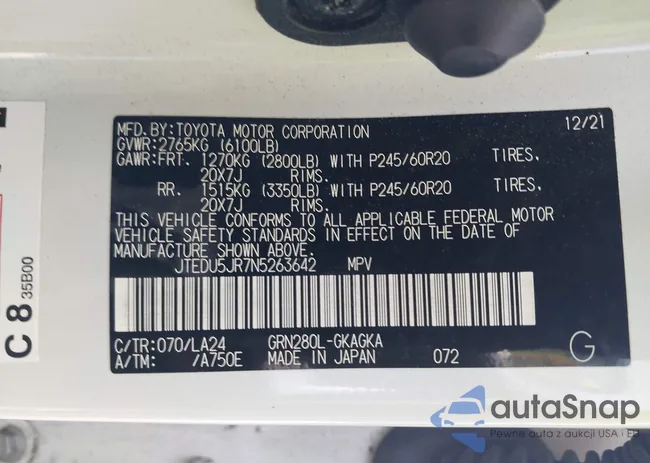 MFD.BY:TOYOTA MOTOR CORPORATION 12/21
GVWR:2765KG (6100LB)
GAWR:FRT. 1270KG (2800LB) WITH P245/60R20 TIRES.
20X7J RIMS.
RR. 1515KG (3350LB) WITH P245/60R20 TIRES.
20X7J RIMS.
THIS VEHICLE CONFORMS TO ALL APPLICABLE FEDERAL MOTOR
VEHICLE SAFETY STANDARDS IN EFFECT ON THE DATE OF
MANUFACTURE SHOWN ABOVE.
JTEDU5JR7N5263642 MPV
C/TR:070/LA24 GRN280L-GKAGKA
A/TM: /A750E MADE IN JAPAN 072 G
C 8 35B00
autaSnap
Pewne auta z aukcji USA i EU